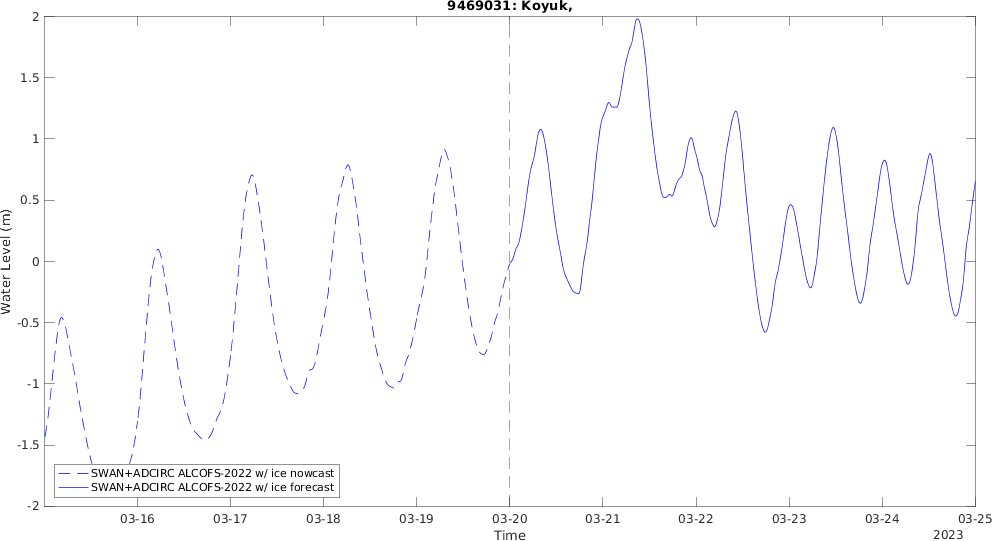 9469031: Koyuk,
Water Level (m)
2
1.5
1
0.5
0
-0.5
-1
-1.5
-2
SWAN+ADCIRC ALCOFS-2022 w/ ice nowcast
SWAN+ADCIRC ALCOFS-2022 w/ ice forecast
03-16 03-17 03-18 03-19 03-20 03-21 03-22 03-23 03-24 03-25
Time
2023